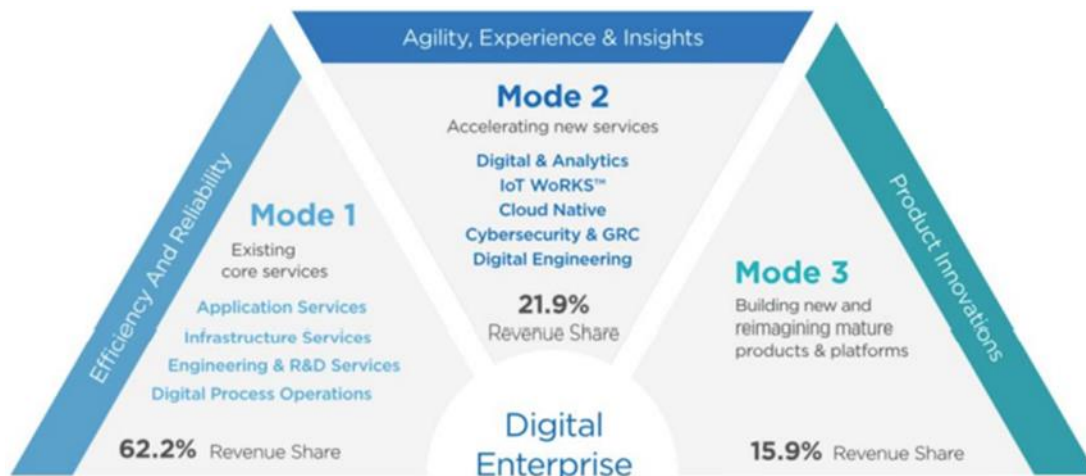 Agility, Experience & Insights
Mode 2
Accelerating new services
Digital & Analytics
IoT WoRKS™
Cloud Native
Cybersecurity & GRC
Digital Engineering
21.9%
Revenue Share
Efficiency And Reliability
Mode 1
Existing
core services
Application Services
Infrastructure Services
Engineering & R&D Services
Digital Process Operations
62.2% Revenue Share
Product Innovations
Mode 3
Building new and
reimagining mature
products & platforms
15.9% Revenue Share
Digital
Enterprise